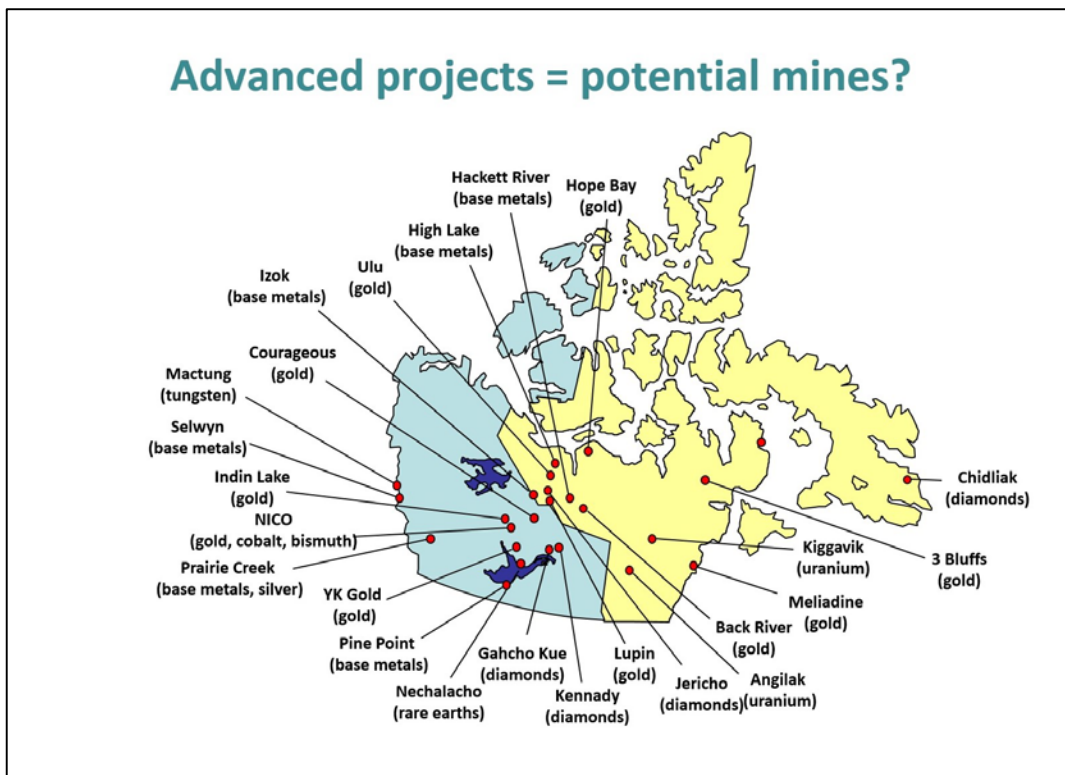 Advanced projects = potential mines?
Hackett River
(base metals)
Hope Bay
(gold)
High Lake
(base metals)
Ulu
(gold)
Izok
(base metals)
Courageous
(gold)
Mactung
(tungsten)
Selwyn
(base metals)
Indin Lake
(gold)
NICO
(gold, cobalt, bismuth)
Prairie Creek
(base metals, silver)
YK Gold
(gold)
Pine Point
(base metals)
Nechalacho
(rare earths)
Gahcho Kue
(diamonds)
Kennady
(diamonds)
Lupin
(gold)
Jericho
(diamonds)
Angilak
(uranium)
Back River
(gold)
Meliadine
(gold)
Kiggavik
(uranium)
3 Bluffs
(gold)
Chidliak
(diamonds)